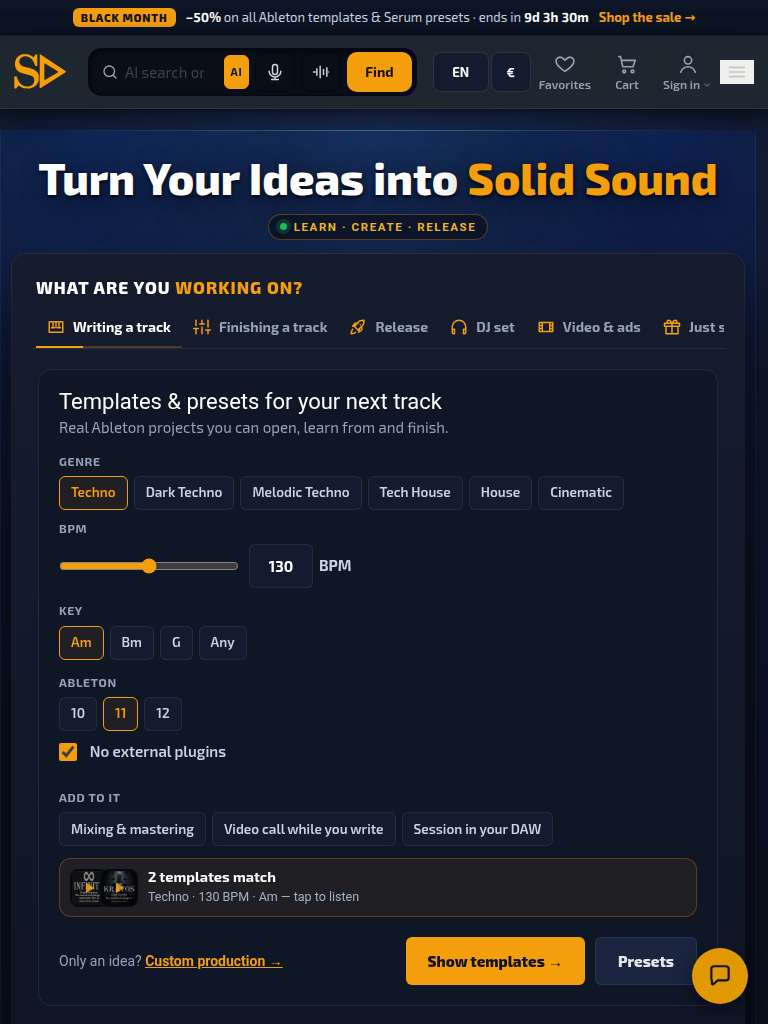 BLACK MONTH −50% on all Ableton templates & Serum presets · ends in 9d 3h 30m Shop the sale →
AI search or AI Find EN € Favorites Cart Sign in
Turn Your Ideas into Solid Sound
LEARN · CREATE · RELEASE
WHAT ARE YOU WORKING ON?
Writing a track Finishing a track Release DJ set Video & ads Just s
Templates & presets for your next track
Real Ableton projects you can open, learn from and finish.
GENRE
Techno Dark Techno Melodic Techno Tech House House Cinematic
BPM
130 BPM
KEY
Am Bm G Any
ABLETON
10 11 12
No external plugins
ADD TO IT
Mixing & mastering Video call while you write Session in your DAW
2 templates match
Techno · 130 BPM · Am — tap to listen
Only an idea? Custom production → Show templates → Presets